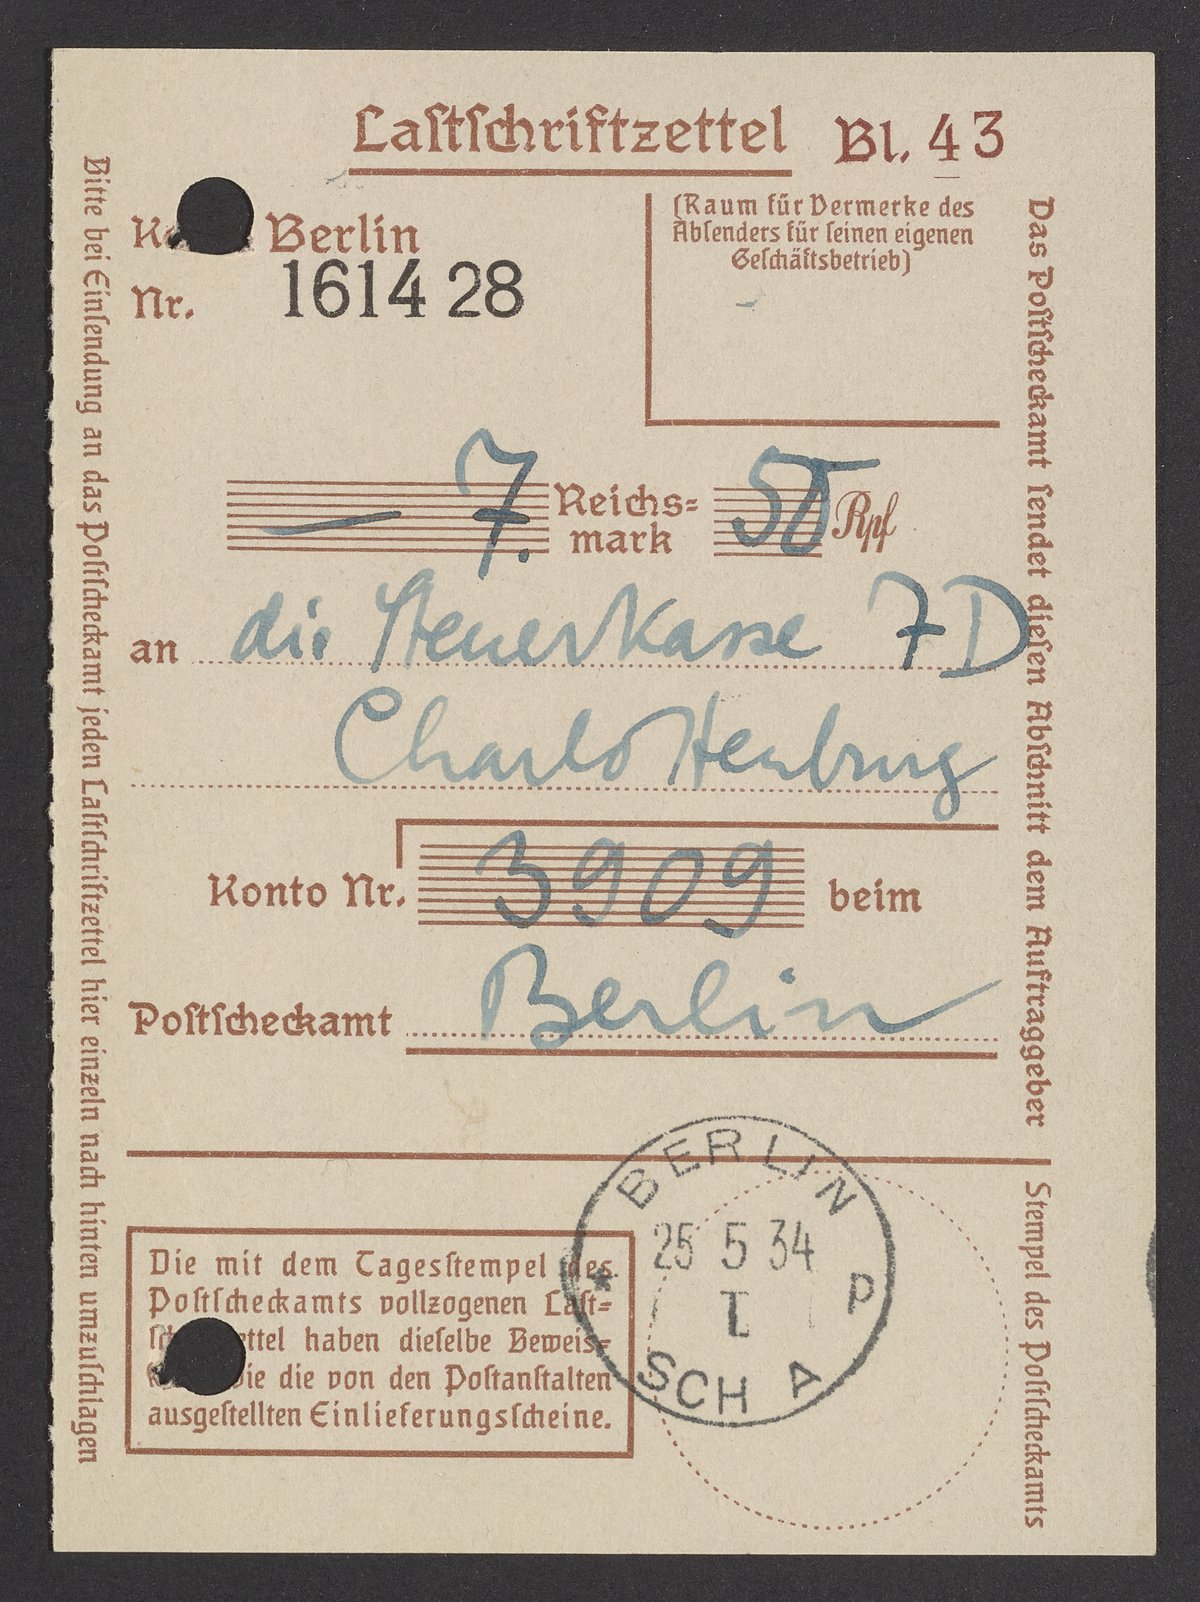 Laſtſchriftzettel Bl. 43
Berlin
Nr. 161428
(Raum für Vermerke des
Abſenders für ſeinen eigenen
Geſchäftsbetrieb)
— 7. Reichs=
mark 50 Rpf
an die Steuerkasse 7 D
Charlottenburg
Konto Nr. 3909 beim
Poſtſcheckamt Berlin
BERLIN
25 5 34
P
SCH A
Die mit dem Tagesſtempel des
Poſtſcheckamts vollzogenen Laſt=
haben dieſelbe Beweis=
die von den Poſtanſtalten
ausgeſtellten Einlieferungsſcheine.
Bitte bei Einſendung an das Poſtſcheckamt jeden Laſtſchriftzettel hier einzeln nach hinten umzuſchlagen
Das Poſtſcheckamt ſendet dieſen Abſchnitt dem Auftraggeber
Stempel des Poſtſcheckamts